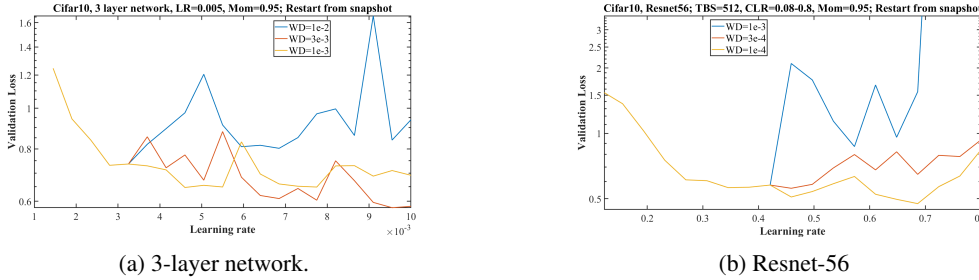 Cifar10, 3 layer network, LR=0.005, Mom=0.95; Restart from snapshot
WD=1e-2
WD=3e-3
WD=1e-3
Validation Loss
1.6
1.4
1.2
1
0.8
0.6
1 2 3 4 5 6 7 8 9 10
Learning rate
×10⁻³
(a) 3-layer network.
Cifar10, Resnet56; TBS=512, CLR=0.08-0.8, Mom=0.95; Restart from snapshot
WD=1e-3
WD=3e-4
WD=1e-4
Validation Loss
3
2.5
2
1.5
1
0.5
0.2 0.3 0.4 0.5 0.6 0.7 0.8
Learning rate
(b) Resnet-56